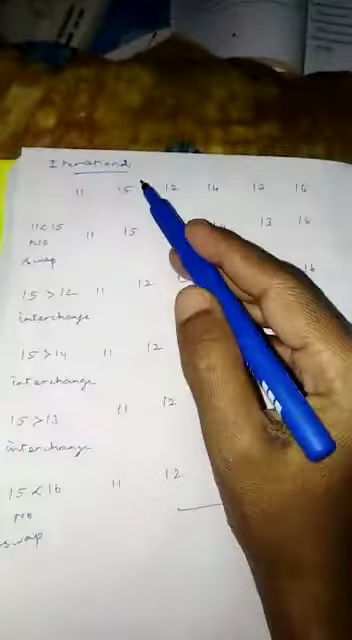 Iteration1
11 15 12 14 13 16
11<15 11 15 13 16
No
swap 16
15 > 12 11 12
interchange
15 > 14 11 12
interchange
15 > 13 11 12
interchange
15 < 16 11 12
No
swap